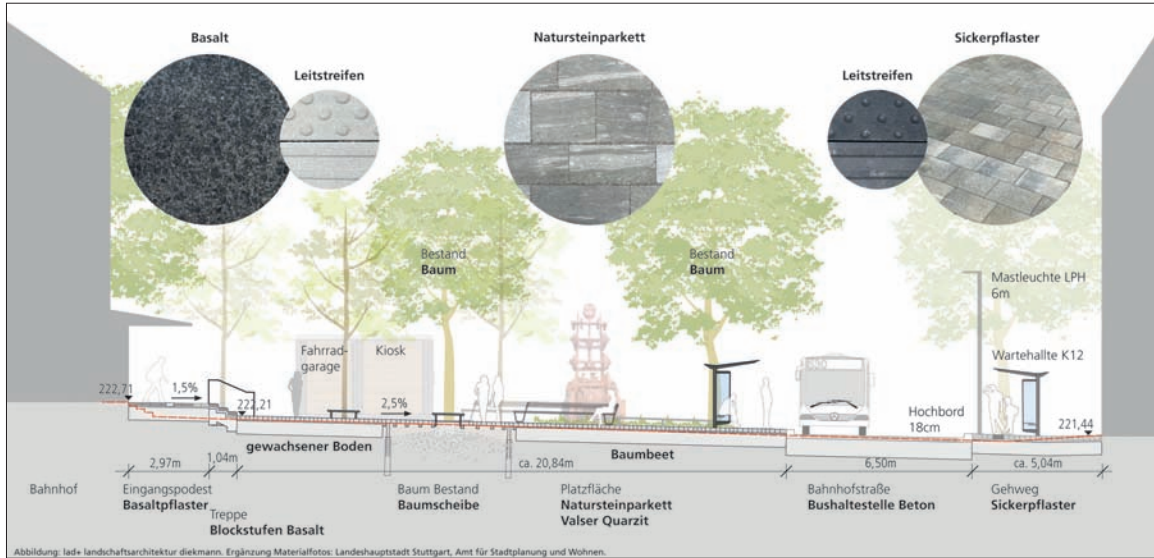 Basalt
Leitstreifen
Natursteinparkett
Leitstreifen
Sickerpflaster
Bestand
Baum
Bestand
Baum
Mastleuchte LPH
6m
Fahrrad-
garage
Kiosk
Wartehallte K12
222,71
1,5%
222,21
2,5%
Hochbord
18cm
221,44
gewachsener Boden
Baumbeet
2,97m
1,04m
ca. 20,84m
6,50m
ca. 5,04m
Bahnhof
Eingangspodest
Basaltpflaster
Treppe
Blockstufen Basalt
Baum Bestand
Baumscheibe
Platzfläche
Natursteinparkett
Valser Quarzit
Bahnhofstraße
Bushaltestelle Beton
Gehweg
Sickerpflaster
Abbildung: lad+ landschaftsarchitektur diekmann. Ergänzung Materialfotos: Landeshauptstadt Stuttgart, Amt für Stadtplanung und Wohnen.